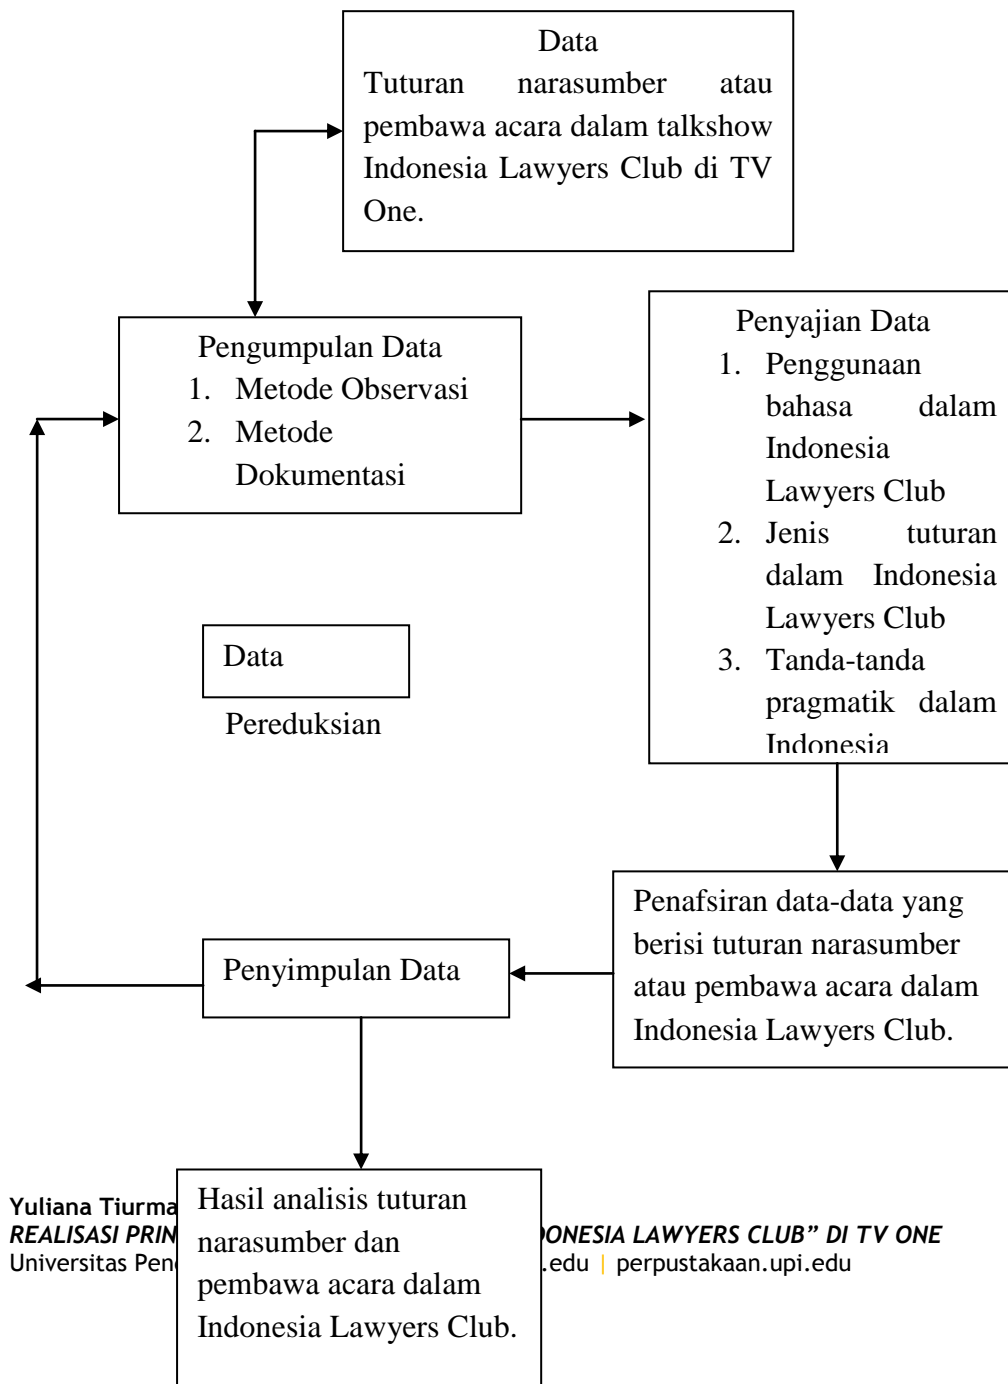 Data
Tuturan narasumber atau
pembawa acara dalam talkshow
Indonesia Lawyers Club di TV
One.
Pengumpulan Data
1. Metode Observasi
2. Metode
Dokumentasi
Penyajian Data
1. Penggunaan
bahasa dalam
Indonesia
Lawyers Club
2. Jenis tuturan
dalam Indonesia
Lawyers Club
3. Tanda-tanda
pragmatik dalam
Indonesia
Data
Pereduksian
Penafsiran data-data yang
berisi tuturan narasumber
atau pembawa acara dalam
Indonesia Lawyers Club.
Penyimpulan Data
Hasil analisis tuturan
narasumber dan
pembawa acara dalam
Indonesia Lawyers Club.
Yuliana
REALISASI LAWYERS CLUB” DI TV ONE
Universitas .edu | perpustakaan.upi.edu